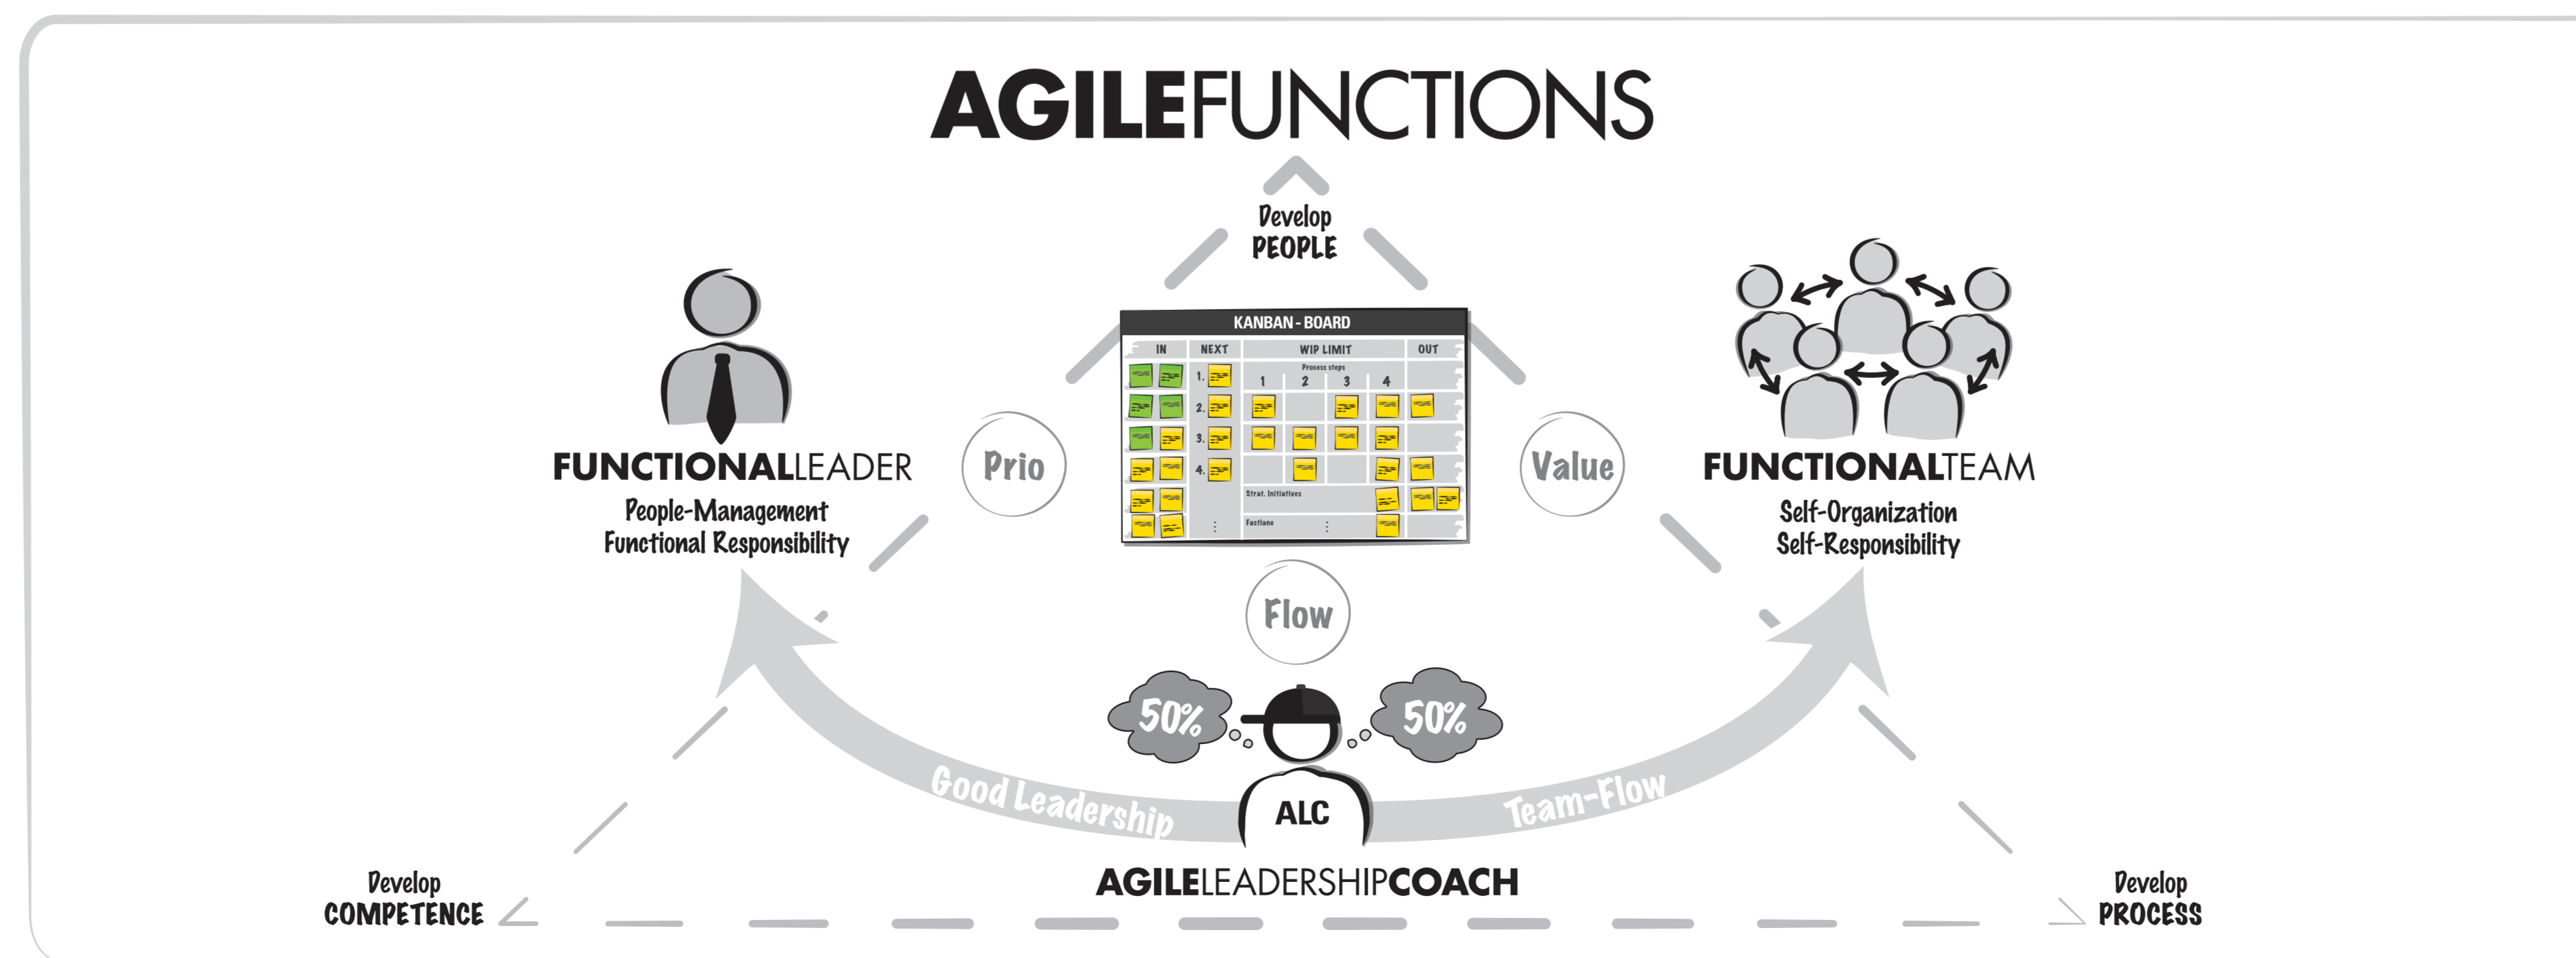 AGILEFUNCTIONS
Develop
PEOPLE
FUNCTIONALLEADER
People-Management
Functional Responsibility
Prio
KANBAN - BOARD
IN NEXT WIP LIMIT OUT
Process steps
1 2 3 4
1.
2.
3.
4.
Strat. Initiatives
Fastlane
Value
FUNCTIONALTEAM
Self-Organization
Self-Responsibility
Flow
50% 50%
Good Leadership
ALC
Team-Flow
AGILELEADERSHIPCOACH
Develop
COMPETENCE
Develop
PROCESS